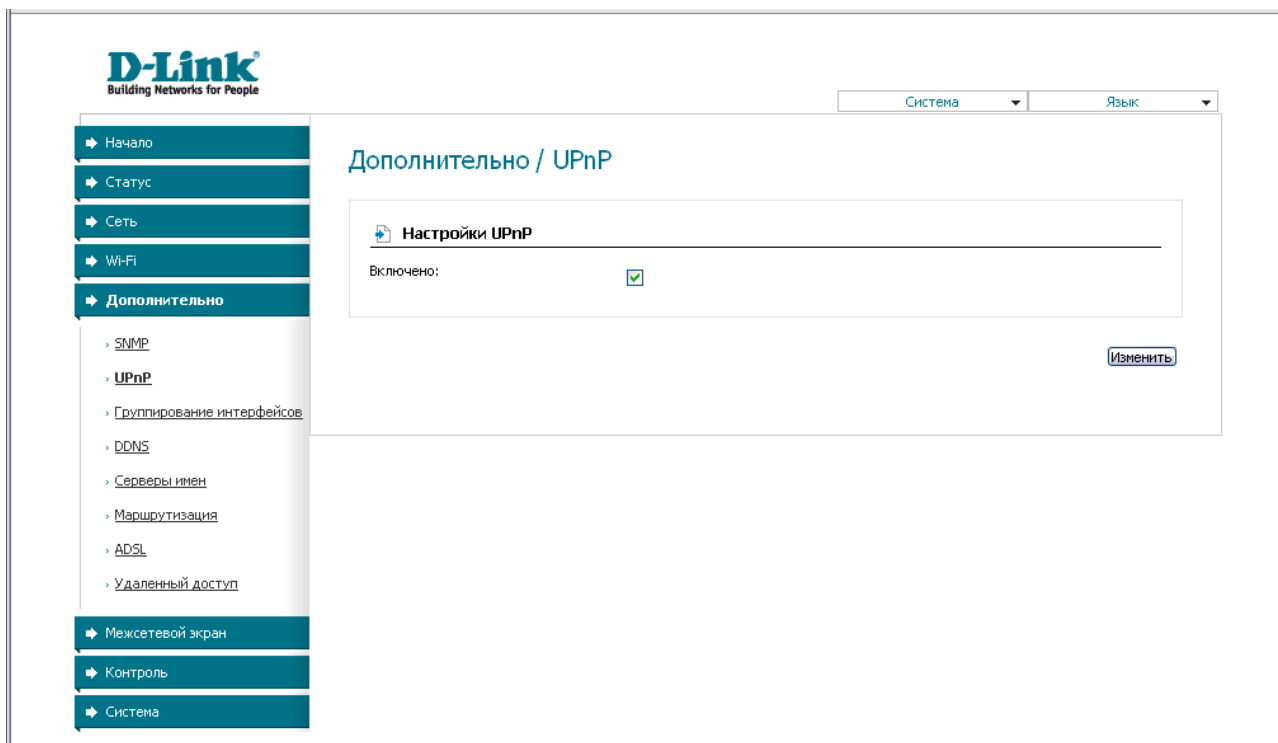 D-Link
Building Networks for People
Система
Язык
Начало
Статус
Сеть
Wi-Fi
Дополнительно
SNMP
UPnP
Группирование интерфейсов
DDNS
Серверы имен
Маршрутизация
ADSL
Удаленный доступ
Межсетевой экран
Контроль
Система
Дополнительно / UPnP
Настройки UPnP
Включено:
Изменить